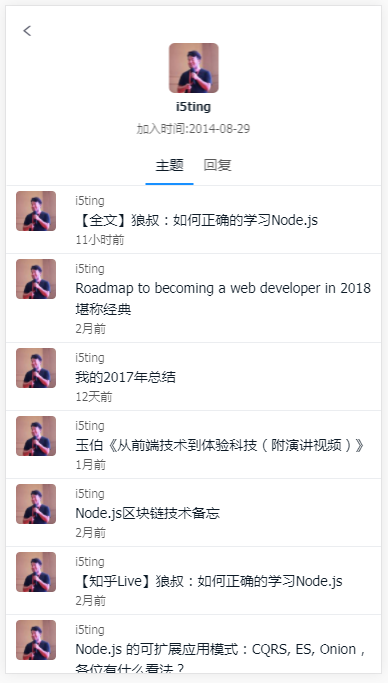 i5ting
加入时间:2014-08-29
主题 回复
i5ting
【全文】狼叔：如何正确的学习Node.js
11小时前
i5ting
Roadmap to becoming a web developer in 2018
堪称经典
2月前
i5ting
我的2017年总结
12天前
i5ting
玉伯《从前端技术到体验科技（附演讲视频）》
1月前
i5ting
Node.js区块链技术备忘
2月前
i5ting
【知乎Live】狼叔：如何正确的学习Node.js
2月前
i5ting
Node.js 的可扩展应用模式：CQRS, ES, Onion，
各位有什么看法？